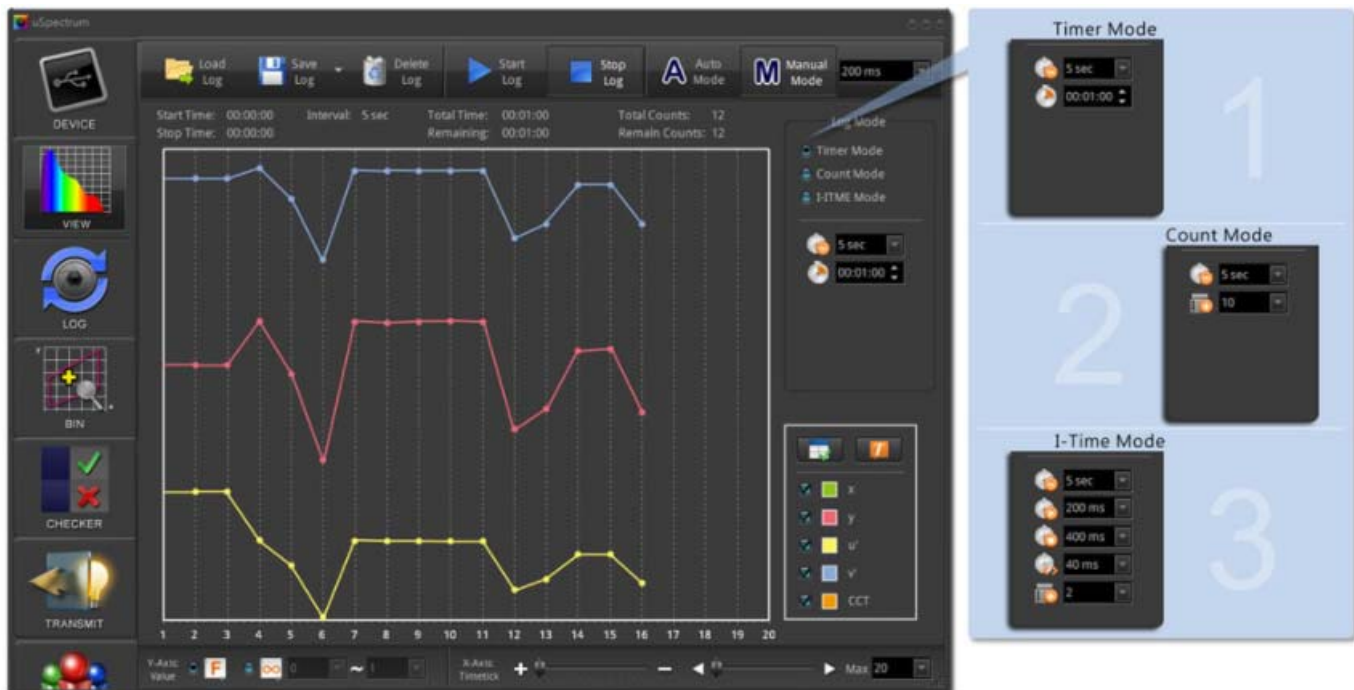 uSpectrum
DEVICE
VIEW
LOG
BIN
CHECKER
TRANSMIT
Load Log
Save Log
Delete Log
Start Log
Stop Log
A Auto Mode
M Manual Mode
200 ms
Start Time: 00:00:00 Interval: 5 sec Total Time: 00:01:00 Total Counts: 12
Stop Time: 00:00:00 Remaining: 00:01:00 Remain Counts: 12
Log Mode
Timer Mode
Count Mode
I-ITME Mode
5 sec
00:01:00
T
x
y
u'
v'
CCT
1 2 3 4 5 6 7 8 9 10 11 12 13 14 15 16 17 18 19 20
Y-Axis: Value F ∞ 0 ~ 1 X-Axis: Timetick + − Max 20
Timer Mode
5 sec
00:01:00
1
Count Mode
5 sec
10
2
I-Time Mode
5 sec
200 ms
400 ms
40 ms
2
3